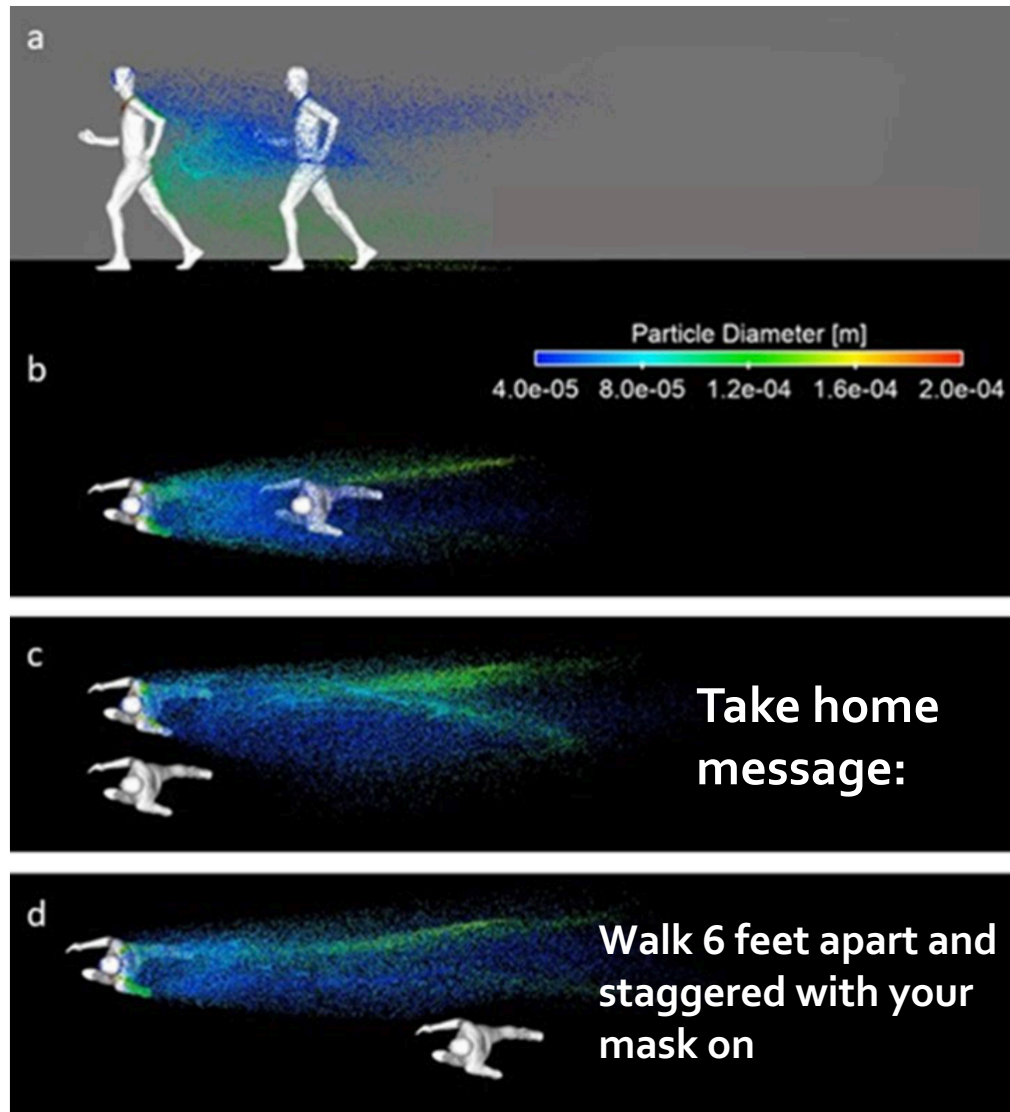 a
Particle Diameter [m]
4.0e-05 8.0e-05 1.2e-04 1.6e-04 2.0e-04
b
c
Take home
message:
d
Walk 6 feet apart and
staggered with your
mask on